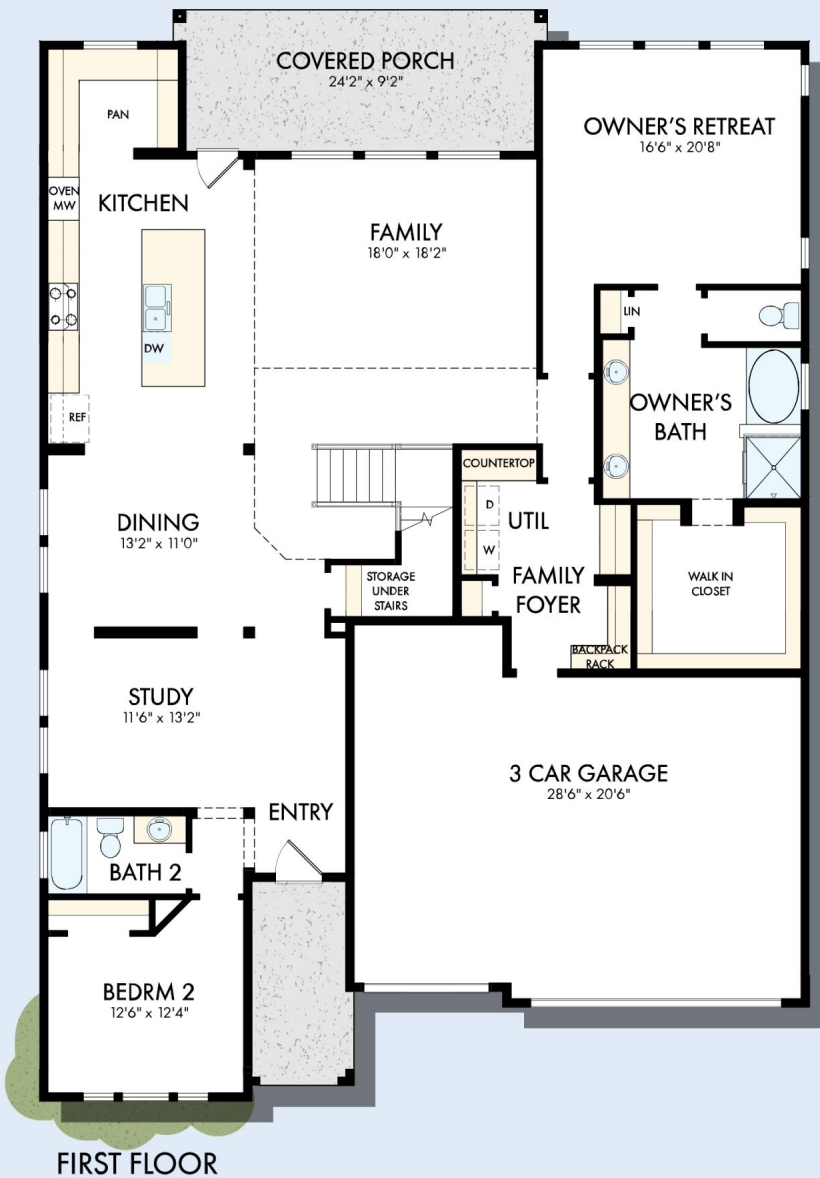 COVERED PORCH
24'2" x 9'2"
PAN
OWNER'S RETREAT
16'6" x 20'8"
OVEN
MW
KITCHEN
FAMILY
18'0" x 18'2"
LIN
DW
OWNER'S
BATH
REF
COUNTERTOP
D
UTIL
W
DINING
13'2" x 11'0"
STORAGE
UNDER
STAIRS
FAMILY
FOYER
WALK IN
CLOSET
BACKPACK
RACK
STUDY
11'6" x 13'2"
3 CAR GARAGE
28'6" x 20'6"
ENTRY
BATH 2
BEDRM 2
12'6" x 12'4"
FIRST FLOOR